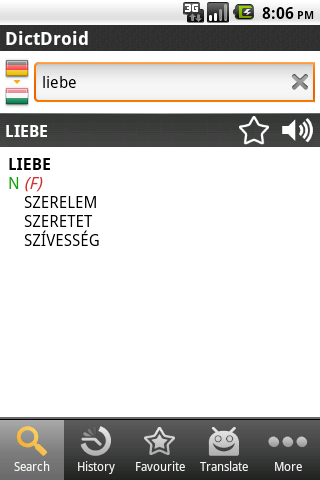 3G 8:06 PM
DictDroid
liebe
LIEBE
LIEBE
N (F)
SZERELEM
SZERETET
SZÍVESSÉG
Search History Favourite Translate More